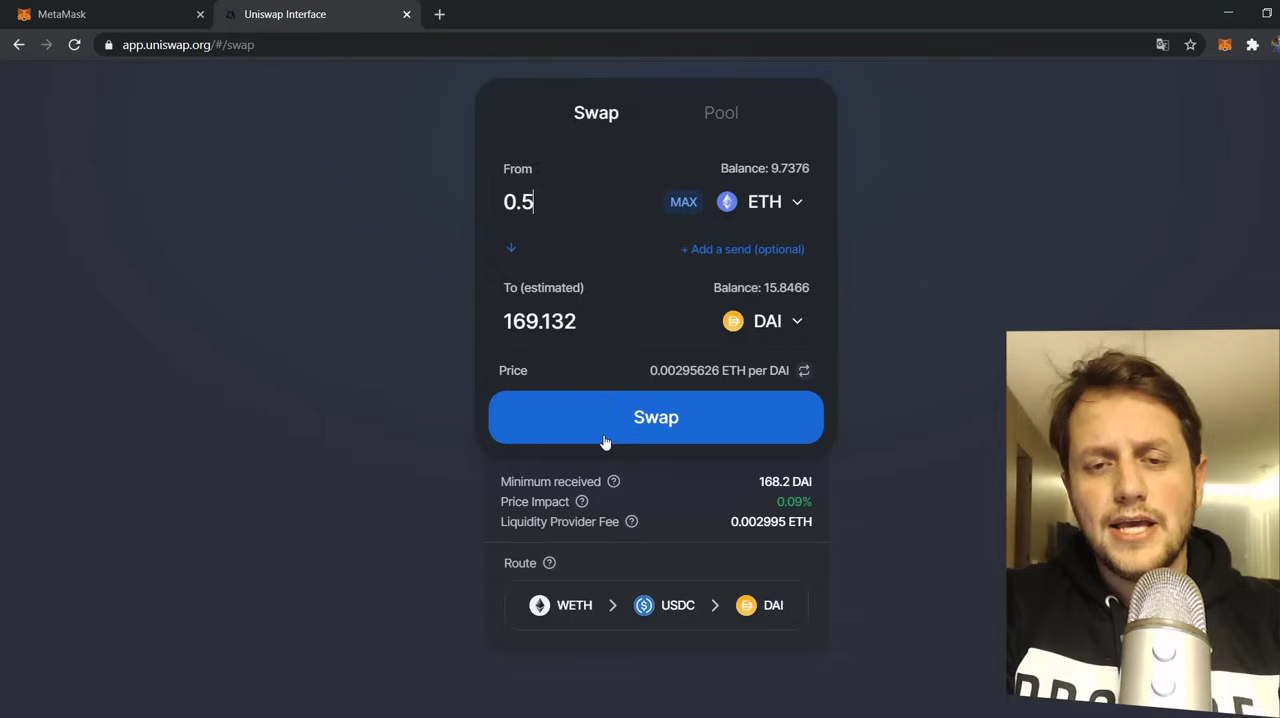 MetaMask
Uniswap Interface
app.uniswap.org/#/swap
Swap
Pool
From
Balance: 9.7376
0.5
MAX
ETH
+ Add a send (optional)
To (estimated)
Balance: 15.8466
169.132
DAI
Price
0.00295626 ETH per DAI
Swap
Minimum received
168.2 DAI
Price Impact
0.09%
Liquidity Provider Fee
0.002995 ETH
Route
WETH > USDC > DAI